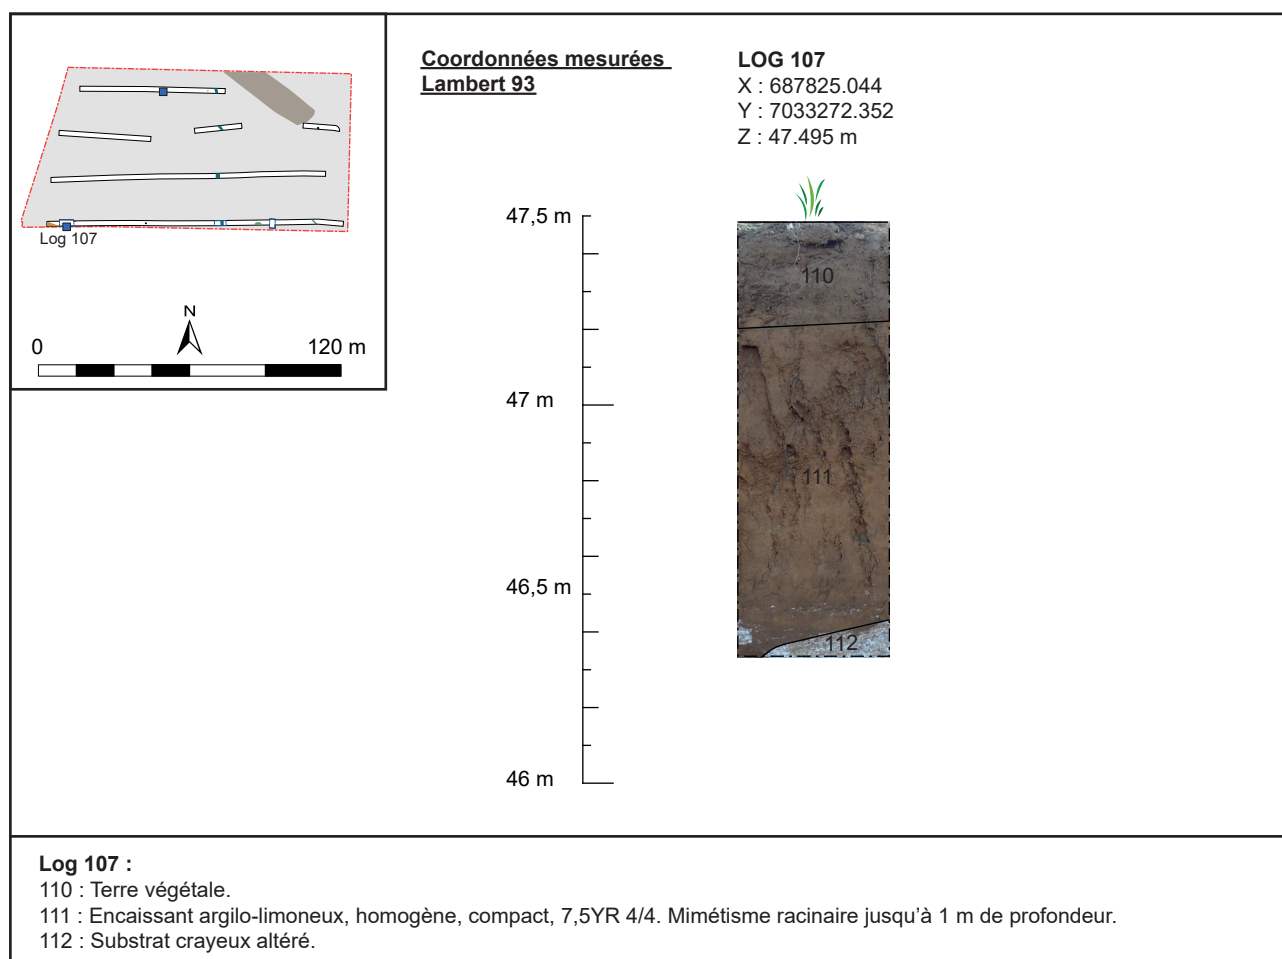 Coordonnées mesurées
Lambert 93
LOG 107
X : 687825.044
Y : 7033272.352
Z : 47.495 m
Log 107
N
0
120 m
47,5 m
47 m
46,5 m
46 m
110
111
112
Log 107 :
110 : Terre végétale.
111 : Encaissant argilo-limoneux, homogène, compact, 7,5YR 4/4. Mimétisme racinaire jusqu'à 1 m de profondeur.
112 : Substrat crayeux altéré.